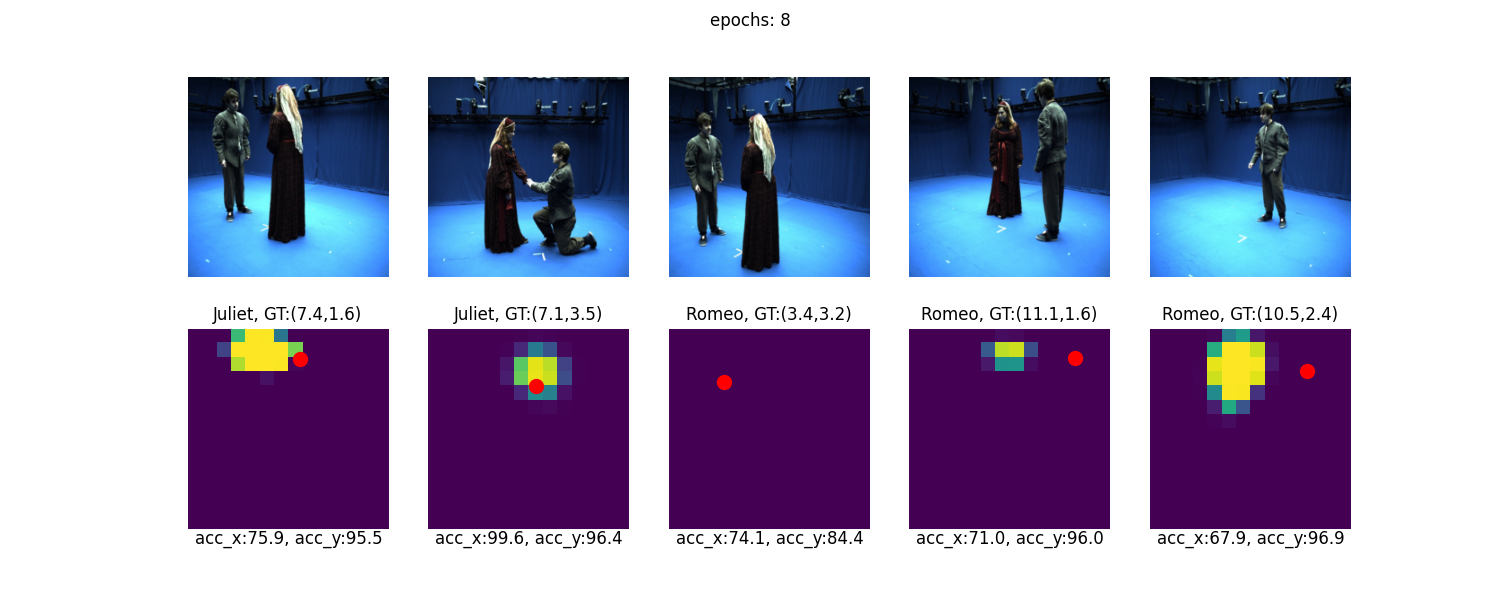 epochs: 8
Juliet, GT:(7.4,1.6)
Juliet, GT:(7.1,3.5)
Romeo, GT:(3.4,3.2)
Romeo, GT:(11.1,1.6)
Romeo, GT:(10.5,2.4)
acc_x:75.9, acc_y:95.5
acc_x:99.6, acc_y:96.4
acc_x:74.1, acc_y:84.4
acc_x:71.0, acc_y:96.0
acc_x:67.9, acc_y:96.9